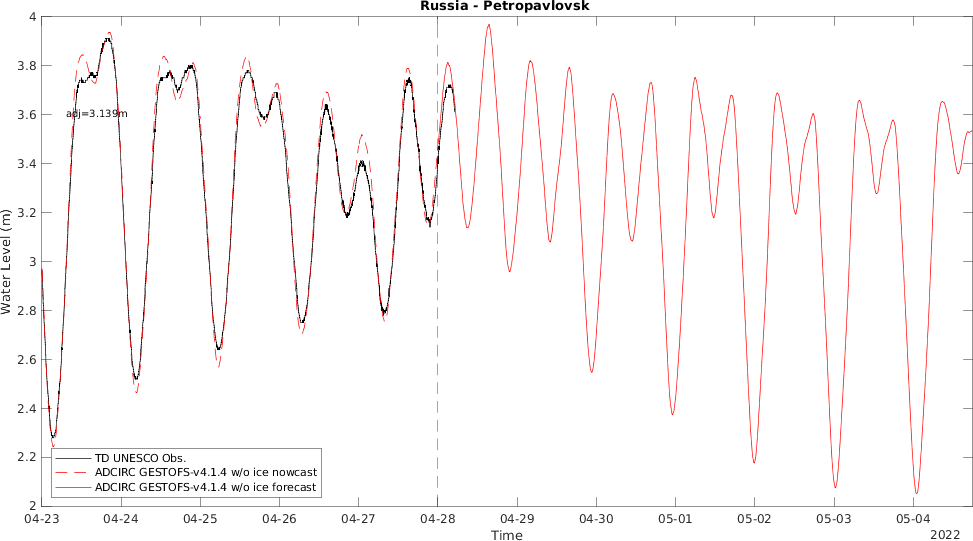 Russia - Petropavlovsk
4
3.8
3.6
3.4
3.2
3
2.8
2.6
2.4
2.2
2
Water Level (m)
adj=3.139m
TD UNESCO Obs.
ADCIRC GESTOFS-v4.1.4 w/o ice nowcast
ADCIRC GESTOFS-v4.1.4 w/o ice forecast
04-23 04-24 04-25 04-26 04-27 04-28 04-29 04-30 05-01 05-02 05-03 05-04
Time
2022